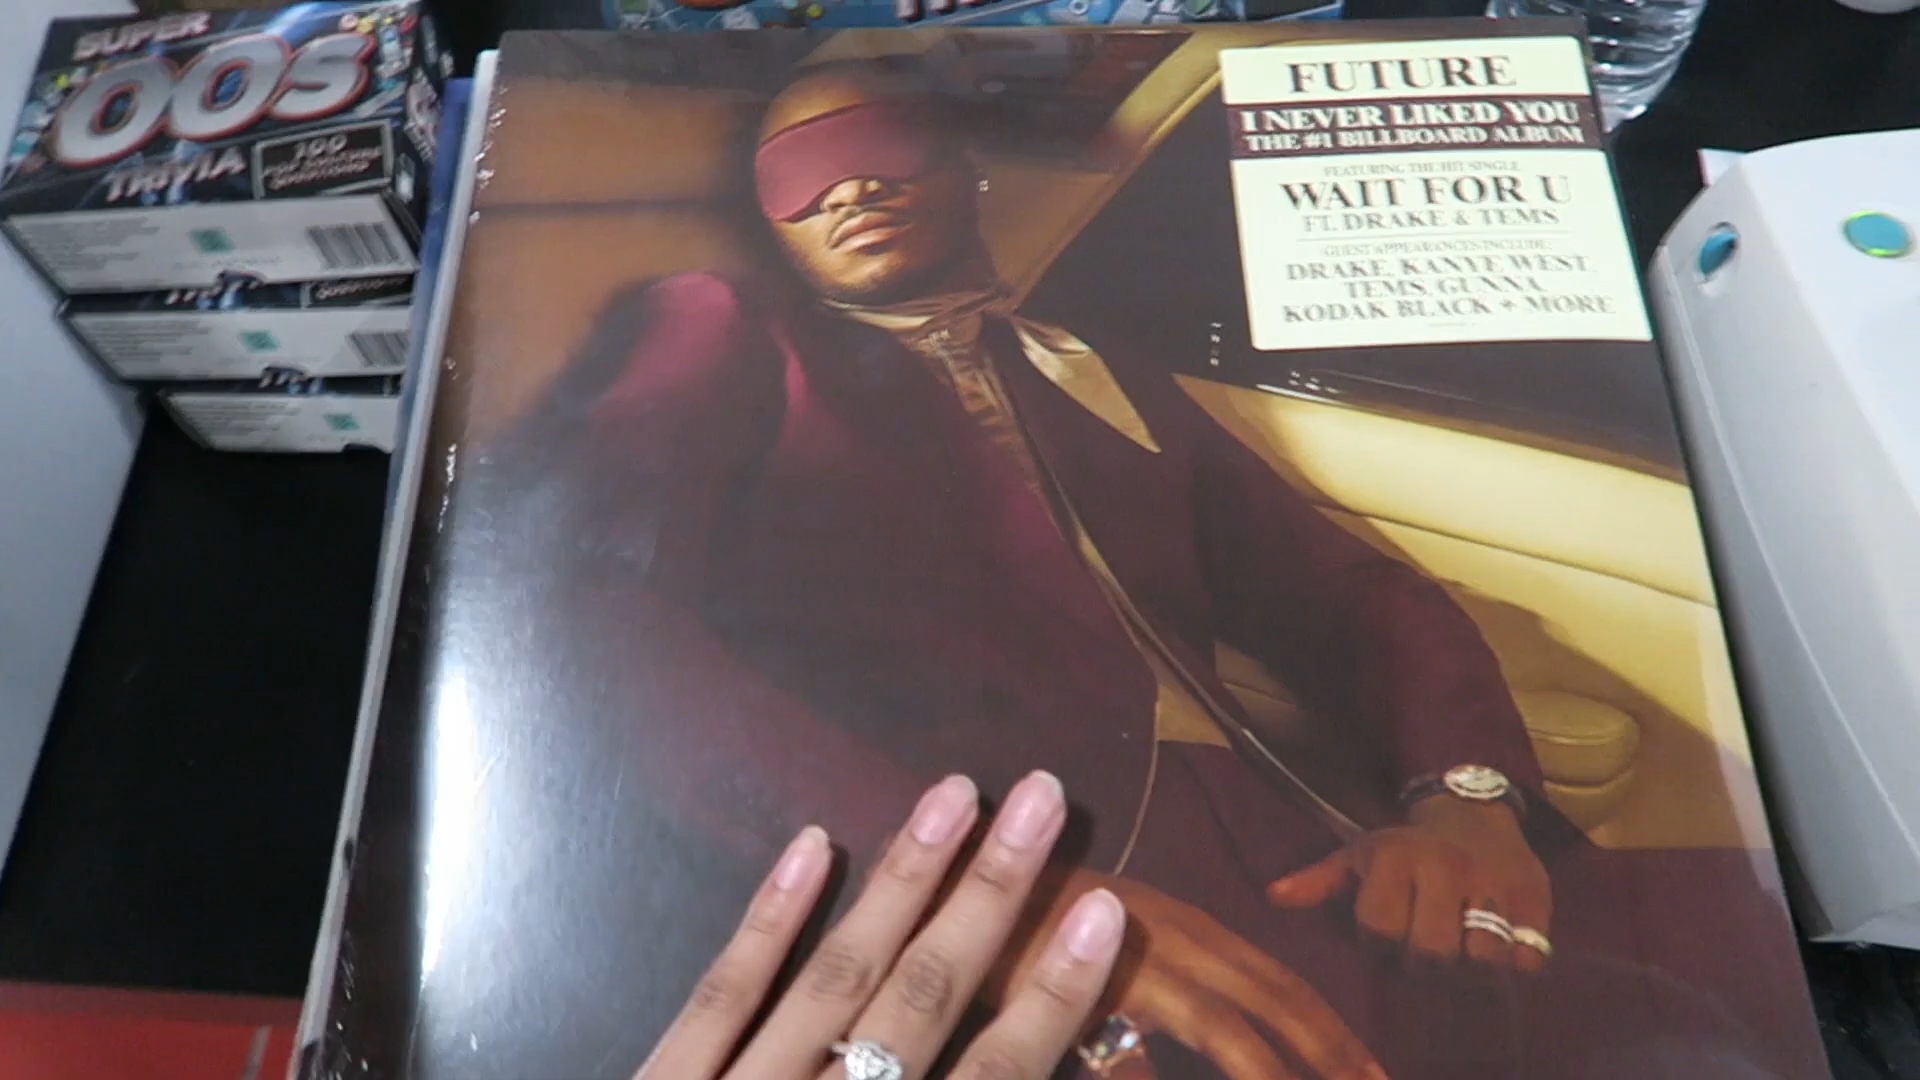 SUPER
00s
TRIVIA
100
FUTURE
I NEVER LIKED YOU
THE #1 BILLBOARD ALBUM
FEATURING THE HIT SINGLE
WAIT FOR U
FT. DRAKE & TEMS
GUEST APPEARANCES INCLUDE:
DRAKE, KANYE WEST,
TEMS, GUNNA,
KODAK BLACK + MORE